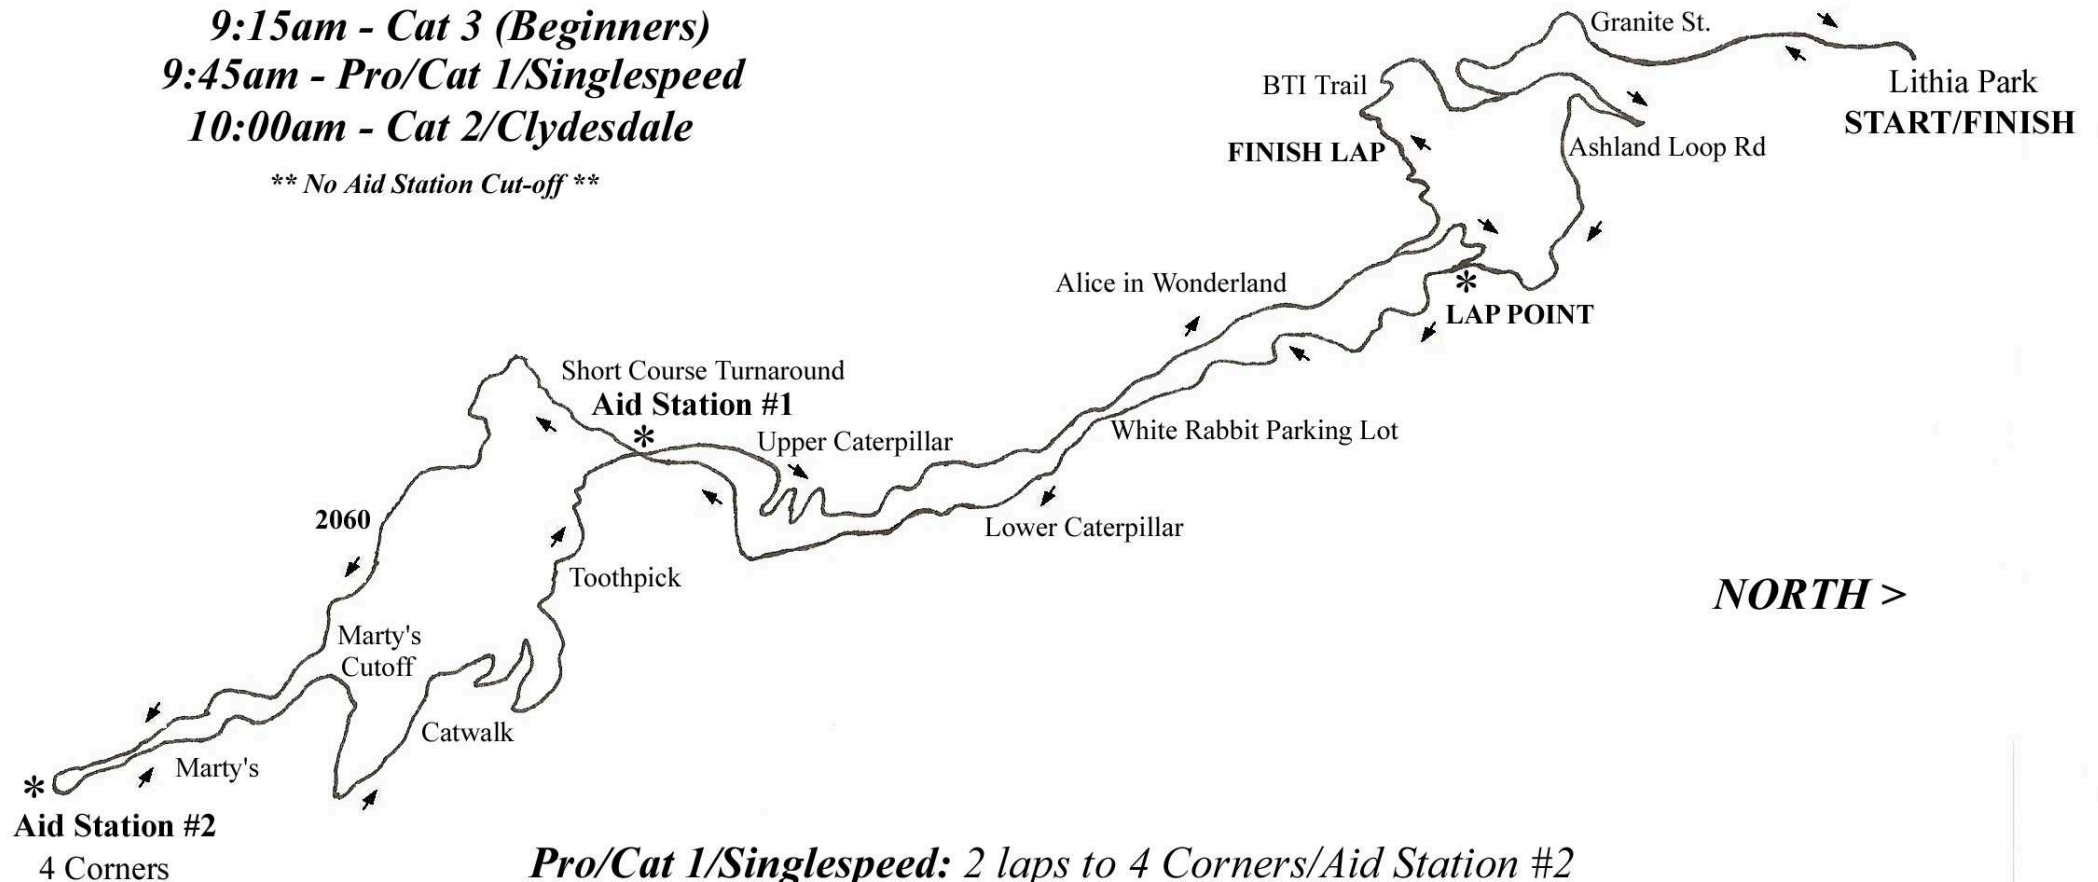 9:15am - Cat 3 (Beginners)
9:45am - Pro/Cat 1/Singlespeed
10:00am - Cat 2/Clydesdale
** No Aid Station Cut-off **
Granite St.
BTI Trail
Lithia Park
START/FINISH
FINISH LAP
Ashland Loop Rd
Alice in Wonderland
*
LAP POINT
Short Course Turnaround
Aid Station #1
*
Upper Caterpillar
White Rabbit Parking Lot
2060
Lower Caterpillar
Toothpick
NORTH >
Marty's
Cutoff
Catwalk
Marty's
*
Aid Station #2
4 Corners
Pro/Cat 1/Singlespeed: 2 laps to 4 Corners/Aid Station #2